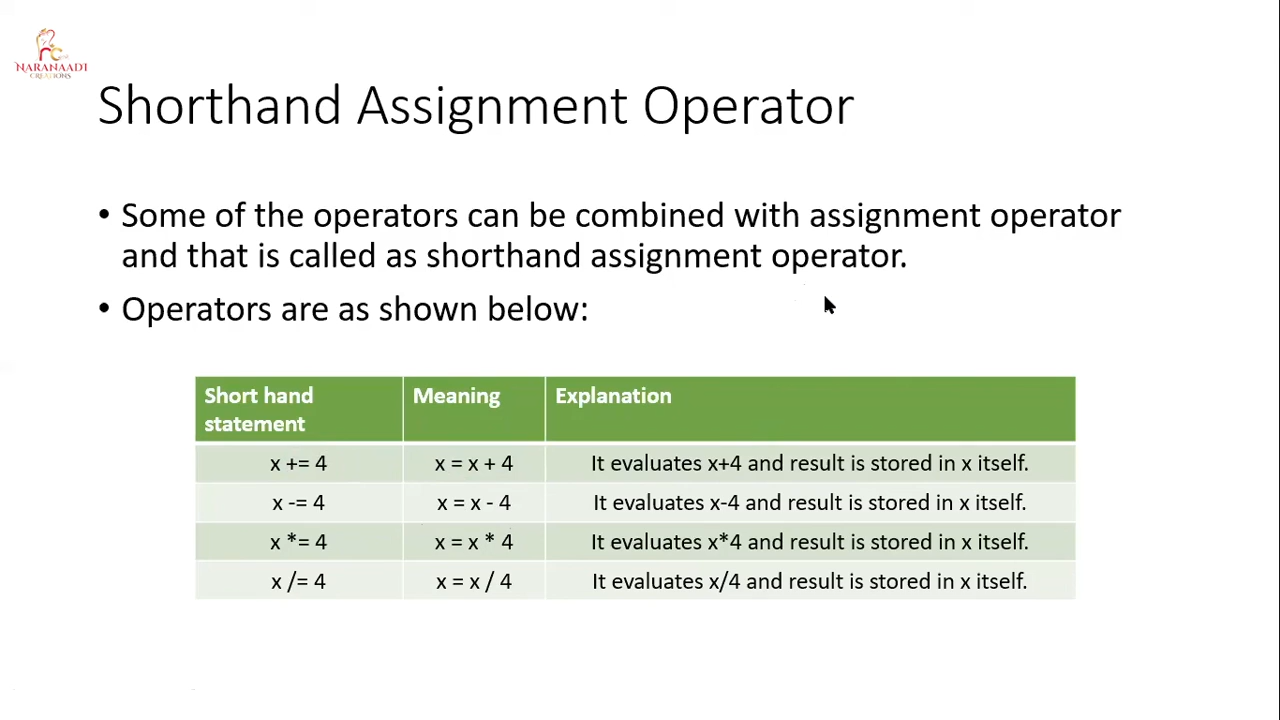 NARANAADI
CREATIONS
Shorthand Assignment Operator
• Some of the operators can be combined with assignment operator
and that is called as shorthand assignment operator.
• Operators are as shown below:
Short hand statement Meaning Explanation
x += 4 x = x + 4 It evaluates x+4 and result is stored in x itself.
x -= 4 x = x - 4 It evaluates x-4 and result is stored in x itself.
x *= 4 x = x * 4 It evaluates x*4 and result is stored in x itself.
x /= 4 x = x / 4 It evaluates x/4 and result is stored in x itself.